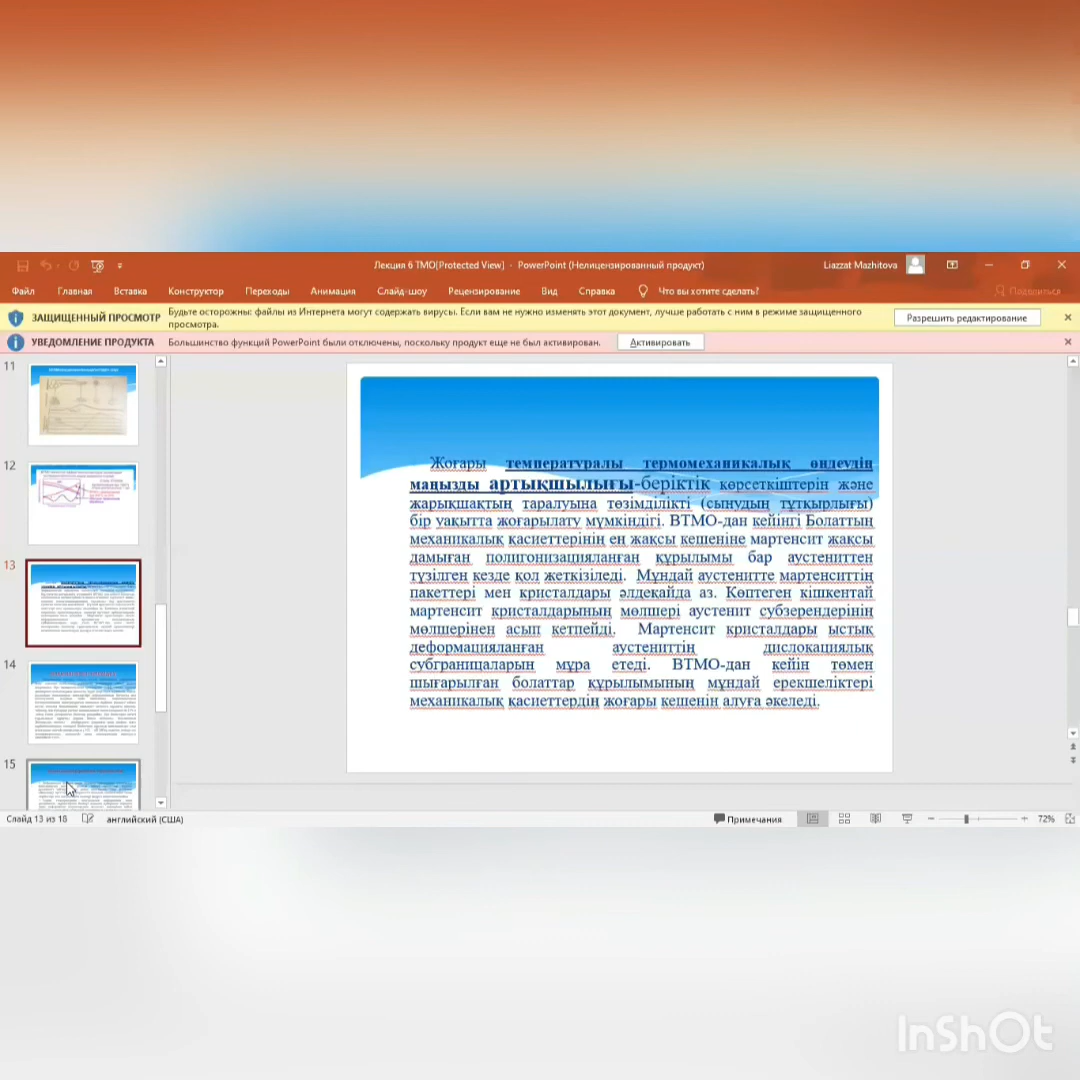 Лекция 6 ТМО[Protected View] - PowerPoint (Нелицензированный продукт)
Liazzat Mazhitova
Файл Главная Вставка Конструктор Переходы Анимация Слайд-шоу Рецензирование Вид Справка Что вы хотите сделать? Поделиться
ЗАЩИЩЕННЫЙ ПРОСМОТР Будьте осторожны: файлы из Интернета могут содержать вирусы. Если вам не нужно изменять этот документ, лучше работать с ним в режиме защищенного
просмотра.
Разрешить редактирование
УВЕДОМЛЕНИЕ ПРОДУКТА Большинство функций PowerPoint были отключены, поскольку продукт еще не был активирован. Активировать
11
12
13
14
15
Жоғары температуралы термомеханикалық өңдеудің
маңызды артықшылығы-беріктік көрсеткіштерін және
жарықшақтың таралуына төзімділікті (сынудың тұтқырлығы)
бір уақытта жоғарылату мүмкіндігі. ВТМО-дан кейінгі Болаттың
механикалық қасиеттерінің ең жақсы кешеніне мартенсит жақсы
дамыған полигонизацияланған құрылымы бар аустениттен
түзілген кезде қол жеткізіледі. Мұндай аустенитте мартенситтің
пакеттері мен кристалдары әлдеқайда аз. Көптеген кішкентай
мартенсит кристалдарының мөлшері аустенит субзерендерінің
мөлшерінен асып кетпейді. Мартенсит кристалдары ыстық
деформацияланған аустениттің дислокациялық
субграницаларын мұра етеді. ВТМО-дан кейін төмен
шығарылған болаттар құрылымының мұндай ерекшеліктері
механикалық қасиеттердің жоғары кешенін алуға әкеледі.
Слайд 13 из 18 английский (США) Примечания 72%
InShOt